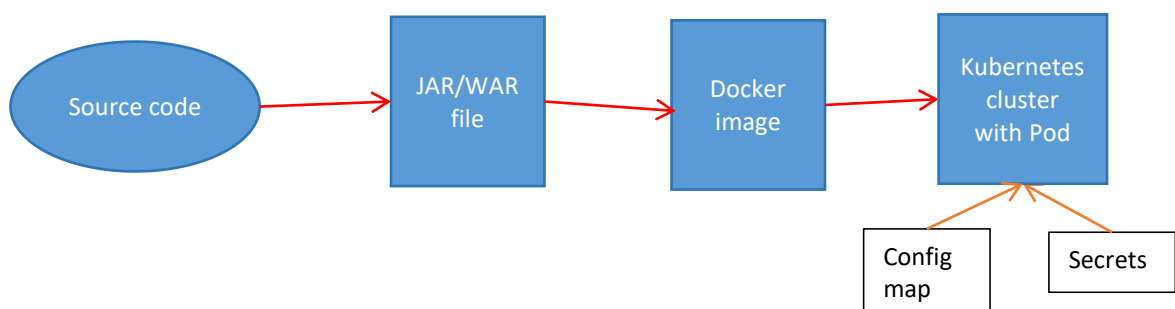 Source code
JAR/WAR
file
Docker
image
Kubernetes
cluster
with Pod
Config
map
Secrets